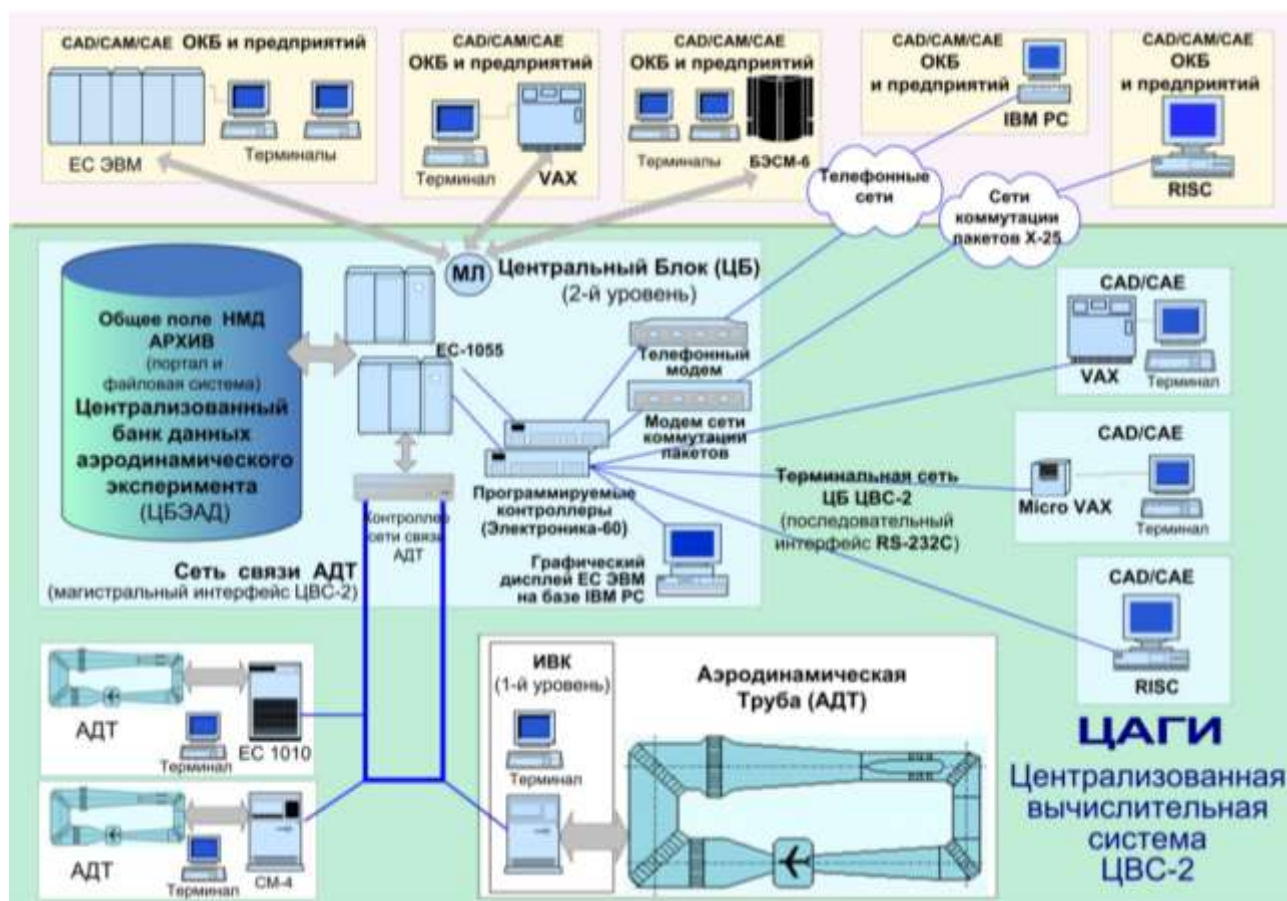 CAD/CAM/CAE ОКБ и предприятий
ЕС ЭВМ
Терминалы
CAD/CAM/CAE
ОКБ и предприятий
Терминал
VAX
CAD/CAM/CAE
ОКБ и предприятий
Терминалы
БЭСМ-6
CAD/CAM/CAE
ОКБ
и предприятий
IBM PC
CAD/CAM/CAE
ОКБ
и предприятий
RISC
Телефонные
сети
Сети
коммутации
пакетов X-25
МЛ
Центральный Блок (ЦБ)
(2-й уровень)
Общее поле НМД
АРХИВ
(портал и
файловая система)
Централизованный
банк данных
аэродинамического
эксперимента
(ЦБЭАД)
ЕС-1055
Телефонный
модем
Модем сети
коммутации
пакетов
Программируемые
контроллеры
(Электроника-60)
Контроллер
сети связи
АДТ
Графический
дисплей ЕС ЭВМ
на базе IBM PC
Сеть связи АДТ
(магистральный интерфейс ЦВС-2)
Терминальная сеть
ЦБ ЦВС-2
(последовательный
интерфейс RS-232C)
CAD/CAE
VAX
Терминал
CAD/CAE
Micro VAX
Терминал
CAD/CAE
RISC
АДТ
Терминал
ЕС 1010
АДТ
Терминал
СМ-4
ИВК
(1-й уровень)
Терминал
Аэродинамическая
Труба (АДТ)
ЦАГИ
Централизованная
вычислительная
система
ЦВС-2